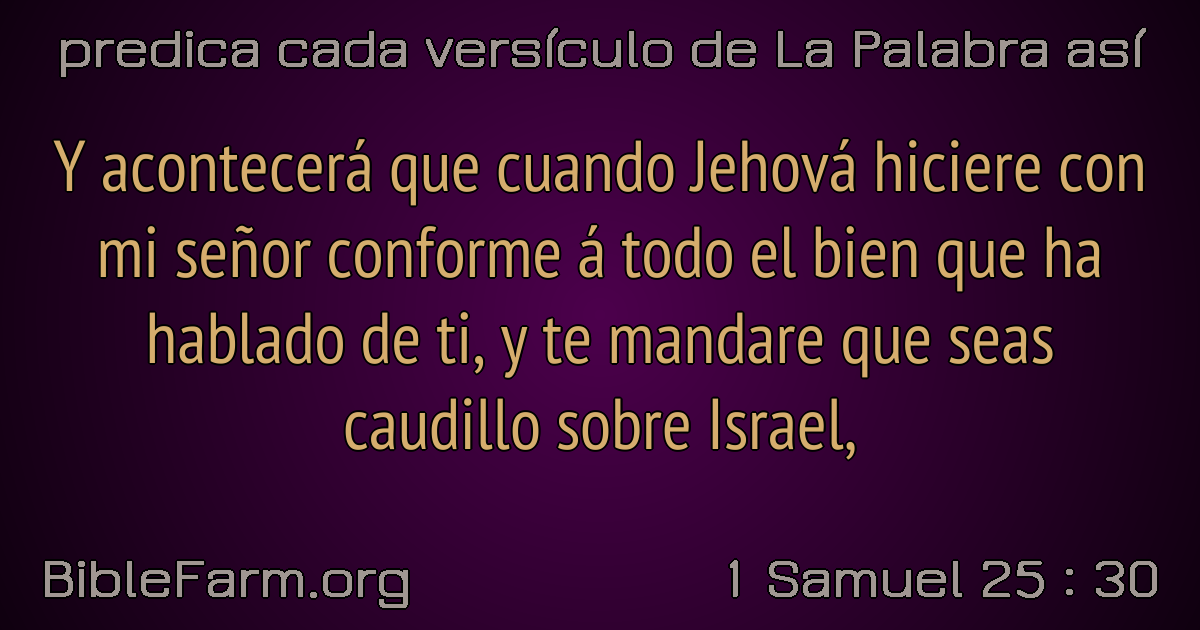 predica cada versículo de La Palabra así
Y acontecerá que cuando Jehová hiciere con
mi señor conforme á todo el bien que ha
hablado de ti, y te mandare que seas
caudillo sobre Israel,
BibleFarm.org
1 Samuel 25 : 30